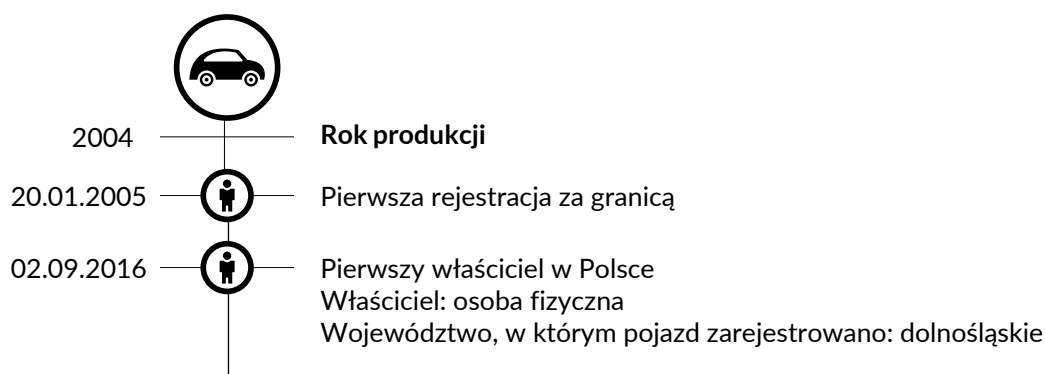 2004 Rok produkcji
20.01.2005 Pierwsza rejestracja za granicą
02.09.2016 Pierwszy właściciel w Polsce
Właściciel: osoba fizyczna
Województwo, w którym pojazd zarejestrowano: dolnośląskie